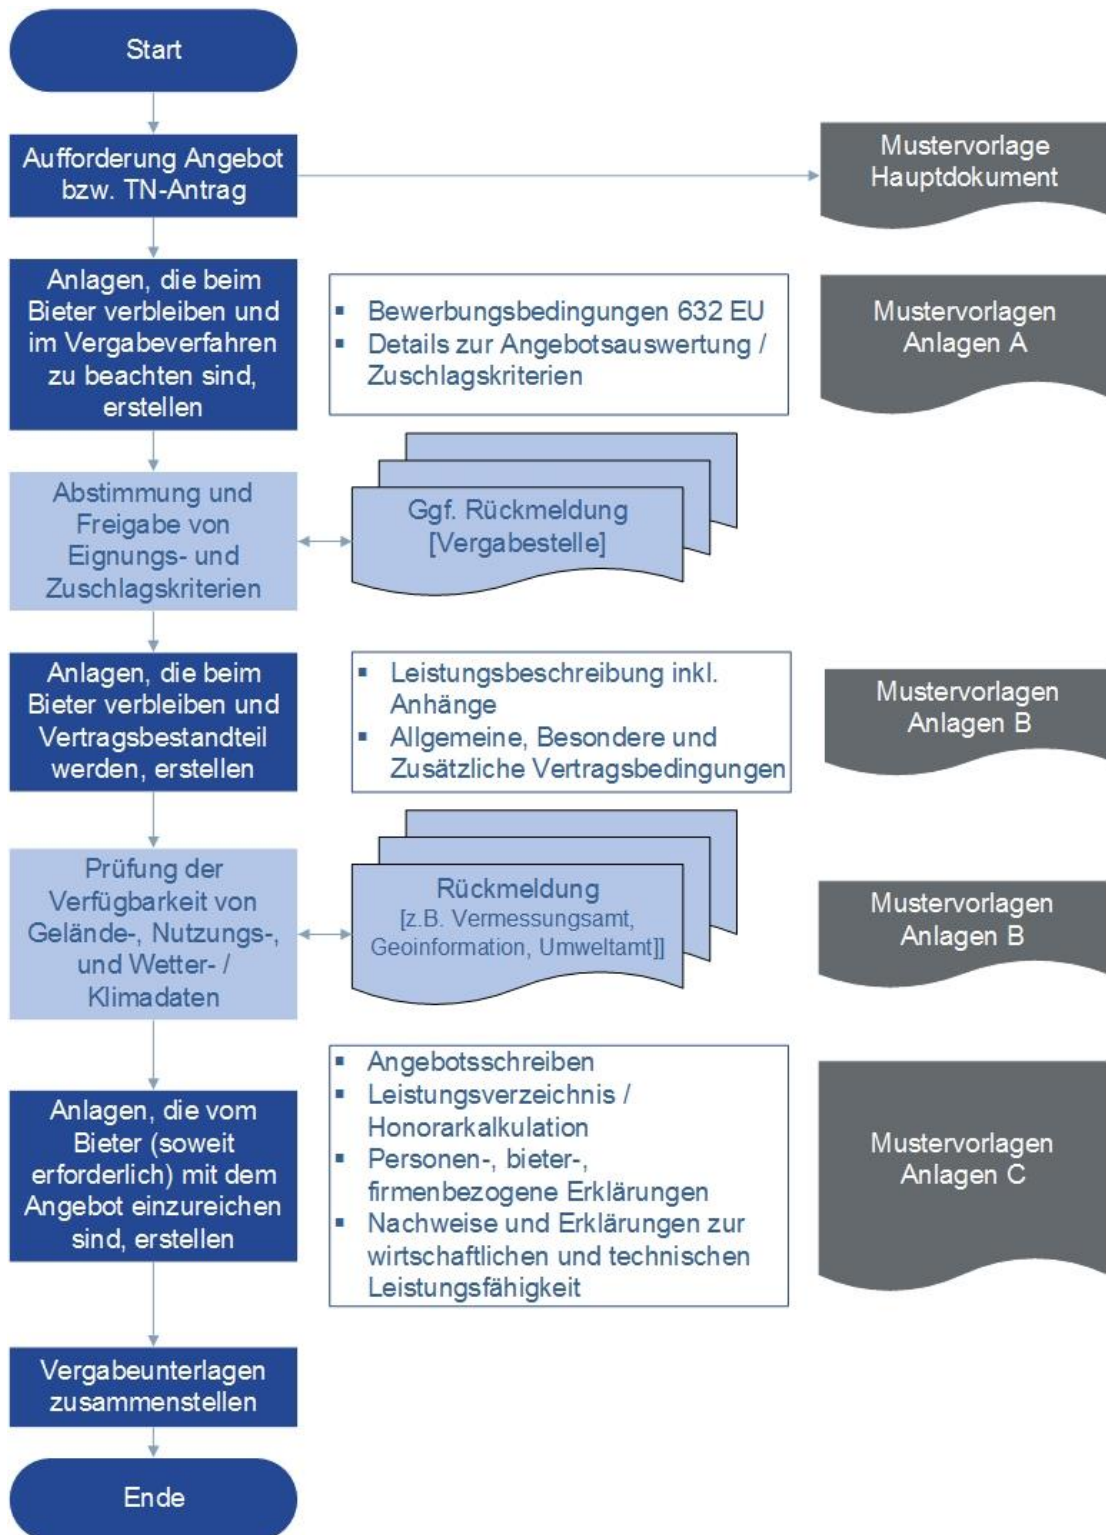 Start
Aufforderung Angebot
bzw. TN-Antrag
Mustervorlage
Hauptdokument
Anlagen, die beim
Bieter verbleiben und
im Vergabeverfahren
zu beachten sind,
erstellen
▪ Bewerbungsbedingungen 632 EU
▪ Details zur Angebotsauswertung /
Zuschlagskriterien
Mustervorlagen
Anlagen A
Abstimmung und
Freigabe von
Eignungs- und
Zuschlagskriterien
Ggf. Rückmeldung
[Vergabestelle]
Anlagen, die beim
Bieter verbleiben und
Vertragsbestandteil
werden, erstellen
▪ Leistungsbeschreibung inkl.
Anhänge
▪ Allgemeine, Besondere und
Zusätzliche Vertragsbedingungen
Mustervorlagen
Anlagen B
Prüfung der
Verfügbarkeit von
Gelände-, Nutzungs-,
und Wetter- /
Klimadaten
Rückmeldung
[z.B. Vermessungsamt,
Geoinformation, Umweltamt]]
Mustervorlagen
Anlagen B
Anlagen, die vom
Bieter (soweit
erforderlich) mit dem
Angebot einzureichen
sind, erstellen
▪ Angebotsschreiben
▪ Leistungsverzeichnis /
Honorarkalkulation
▪ Personen-, bieter-,
firmenbezogene Erklärungen
▪ Nachweise und Erklärungen zur
wirtschaftlichen und technischen
Leistungsfähigkeit
Mustervorlagen
Anlagen C
Vergabeunterlagen
zusammenstellen
Ende